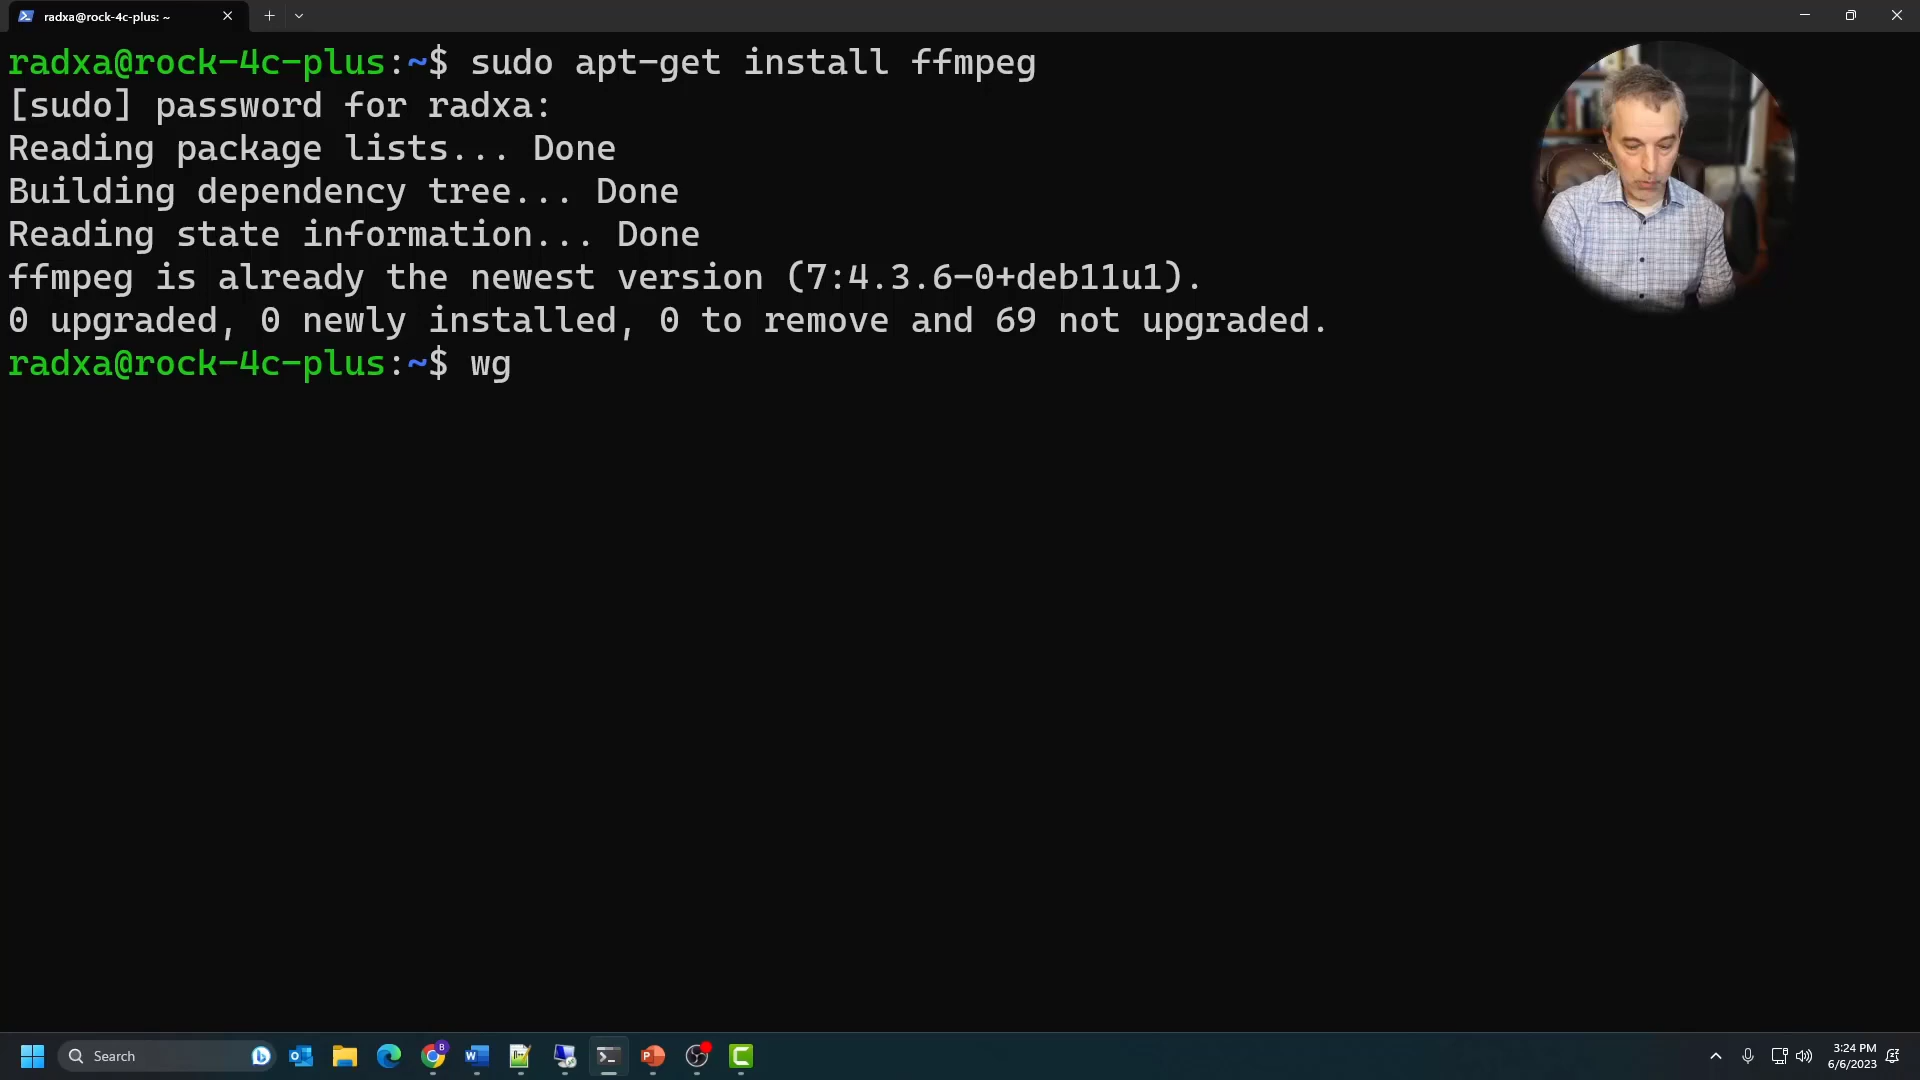 radxa@rock-4c-plus: ~
radxa@rock-4c-plus:~$ sudo apt-get install ffmpeg
[sudo] password for radxa:
Reading package lists... Done
Building dependency tree... Done
Reading state information... Done
ffmpeg is already the newest version (7:4.3.6-0+deb11u1).
0 upgraded, 0 newly installed, 0 to remove and 69 not upgraded.
radxa@rock-4c-plus:~$ wg
Search
3:24 PM
6/6/2023